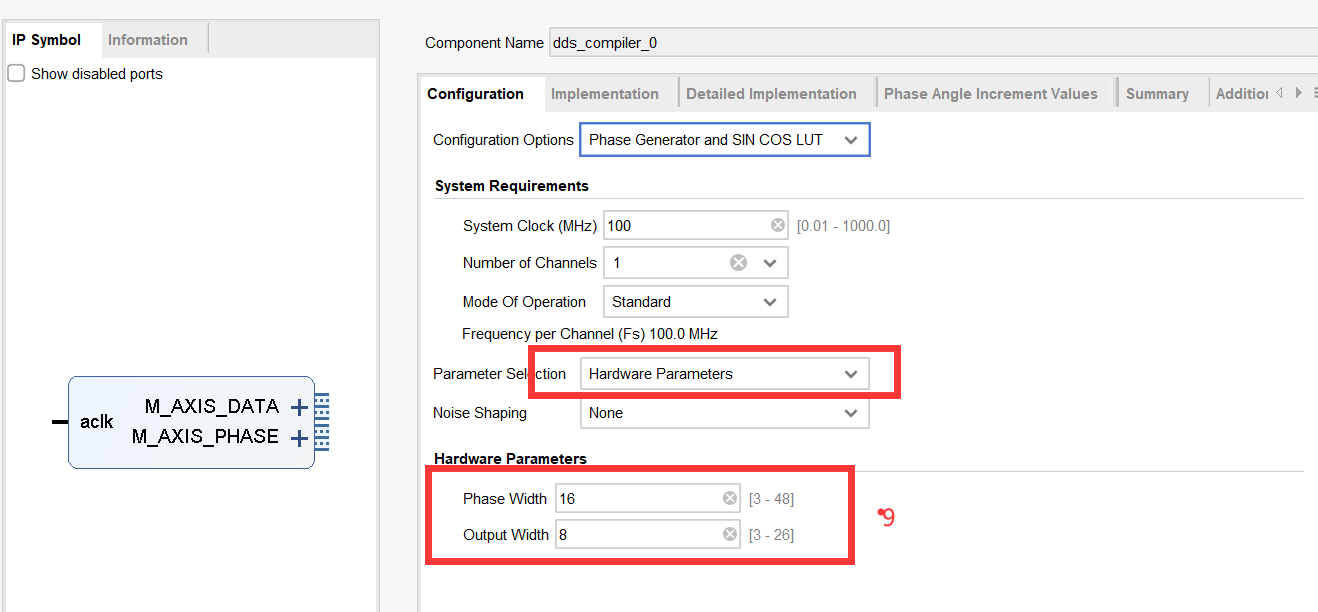 IP Symbol
Information
Show disabled ports
aclk
M_AXIS_DATA
M_AXIS_PHASE
Component Name dds_compiler_0
Configuration
Implementation
Detailed Implementation
Phase Angle Increment Values
Summary
Additior
Configuration Options Phase Generator and SIN COS LUT
System Requirements
System Clock (MHz) 100 [0.01 - 1000.0]
Number of Channels 1
Mode Of Operation Standard
Frequency per Channel (Fs) 100.0 MHz
Parameter Selection Hardware Parameters
Noise Shaping None
Hardware Parameters
Phase Width 16 [3 - 48]
Output Width 8 [3 - 26]
9